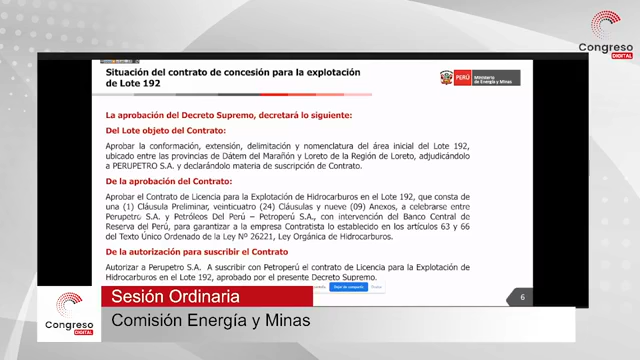 Congreso
DIGITAL
Situación del contrato de concesión para la explotación
de Lote 192
PERÚ
Ministerio
de Energía y Minas
La aprobación del Decreto Supremo, decretará lo siguiente:
Del Lote objeto del Contrato:
Aprobar la conformación, extensión, delimitación y nomenclatura del área inicial del Lote 192,
ubicado entre las provincias de Dátem del Marañón y Loreto de la Región de Loreto, adjudicándolo
a PERUPETRO S.A. y declarándolo materia de suscripción de Contrato.
De la aprobación del Contrato:
Aprobar el Contrato de Licencia para la Explotación de Hidrocarburos en el Lote 192, que consta de
una (1) Cláusula Preliminar, veinticuatro (24) Cláusulas y nueve (09) Anexos, a celebrarse entre
Perupetro S.A. y Petróleos Del Perú – Petroperú S.A., con intervención del Banco Central de
Reserva del Perú, para garantizar a la empresa Contratista lo establecido en los artículos 63 y 66
del Texto Único Ordenado de la Ley Nº 26221, Ley Orgánica de Hidrocarburos.
De la autorización para suscribir el Contrato
Autorizar a Perupetro S.A. A suscribir con Petroperú el contrato de Licencia para la Explotación de
Hidrocarburos en el Lote 192, aprobado por el presente Decreto Supremo.
Dejar de compartir
6
Sesión Ordinaria
Comisión Energía y Minas
Congreso
DIGITAL